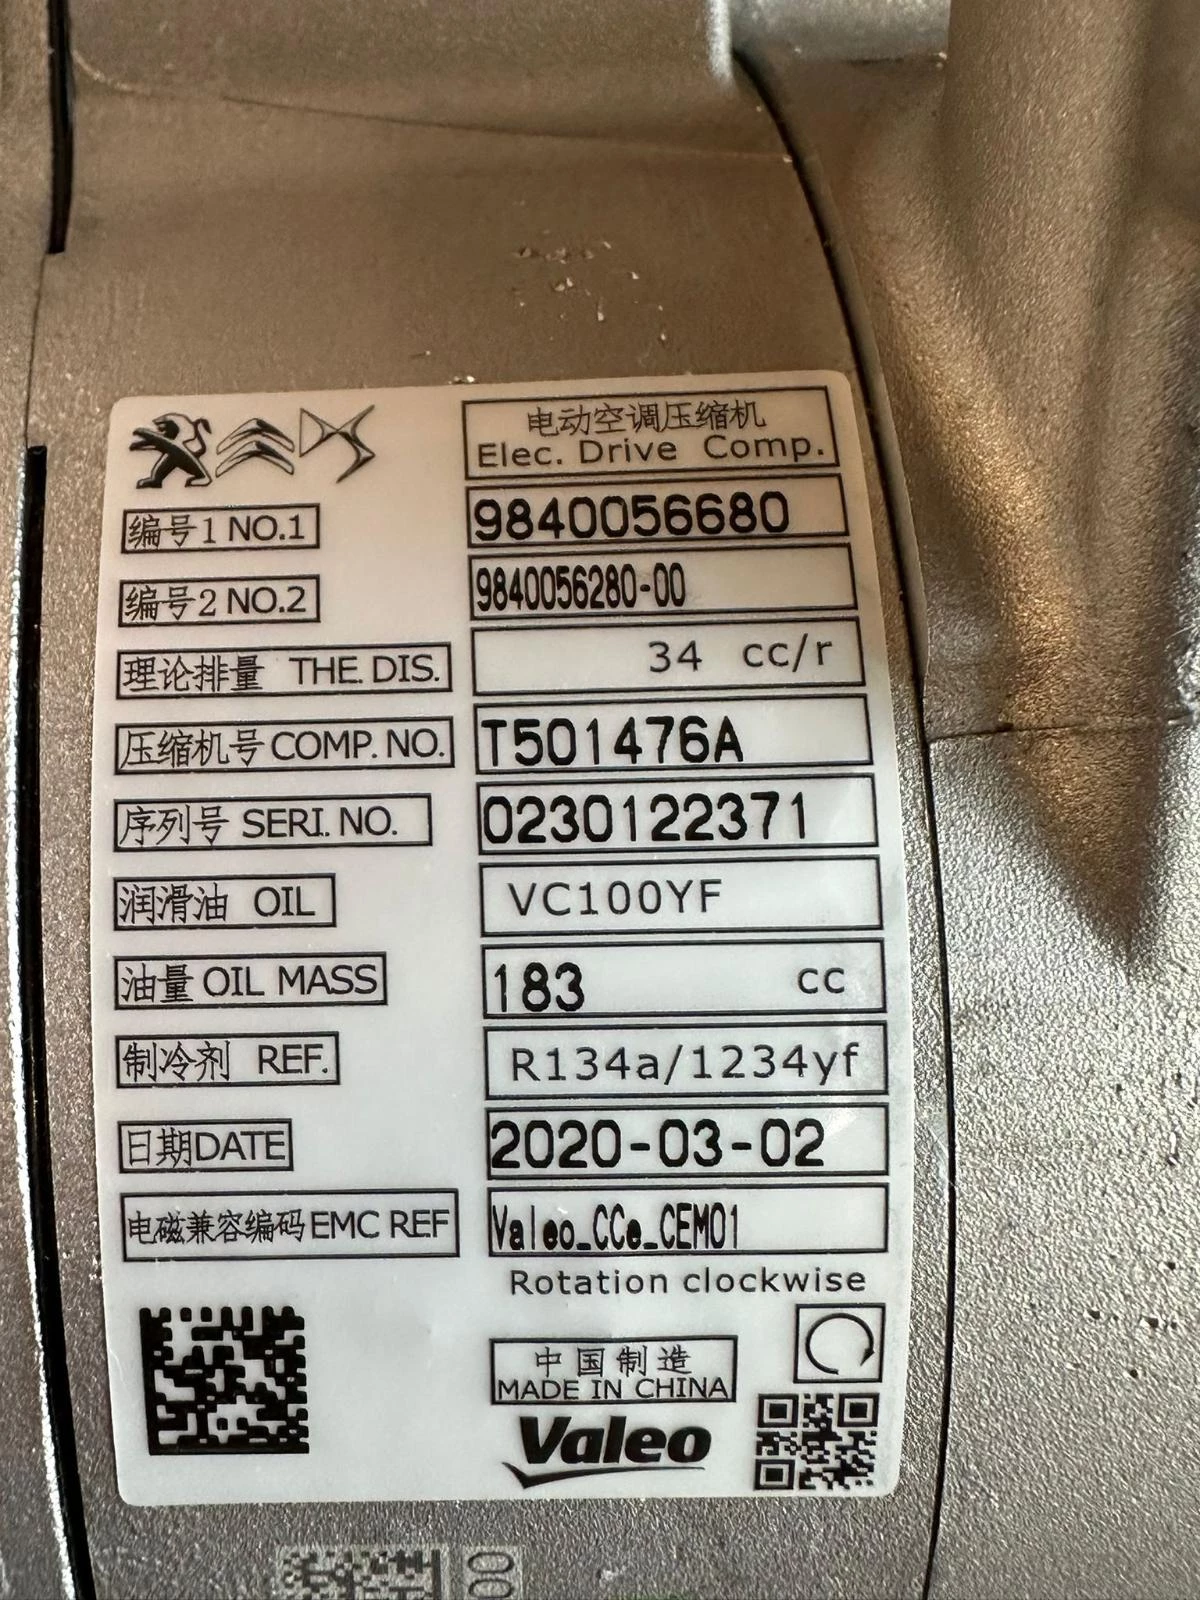 电动空调压缩机
Elec. Drive Comp.
编号1 NO.1 9840056680
编号2 NO.2 9840056280-00
理论排量 THE. DIS. 34 cc/r
压缩机号 COMP. NO. T501476A
序列号 SERI. NO. 0230122371
润滑油 OIL VC100YF
油量 OIL MASS 183 cc
制冷剂 REF. R134a/1234yf
日期DATE 2020-03-02
电磁兼容编码 EMC REF Valeo_CCe_CEM01
Rotation clockwise
中国制造
MADE IN CHINA
Valeo
00